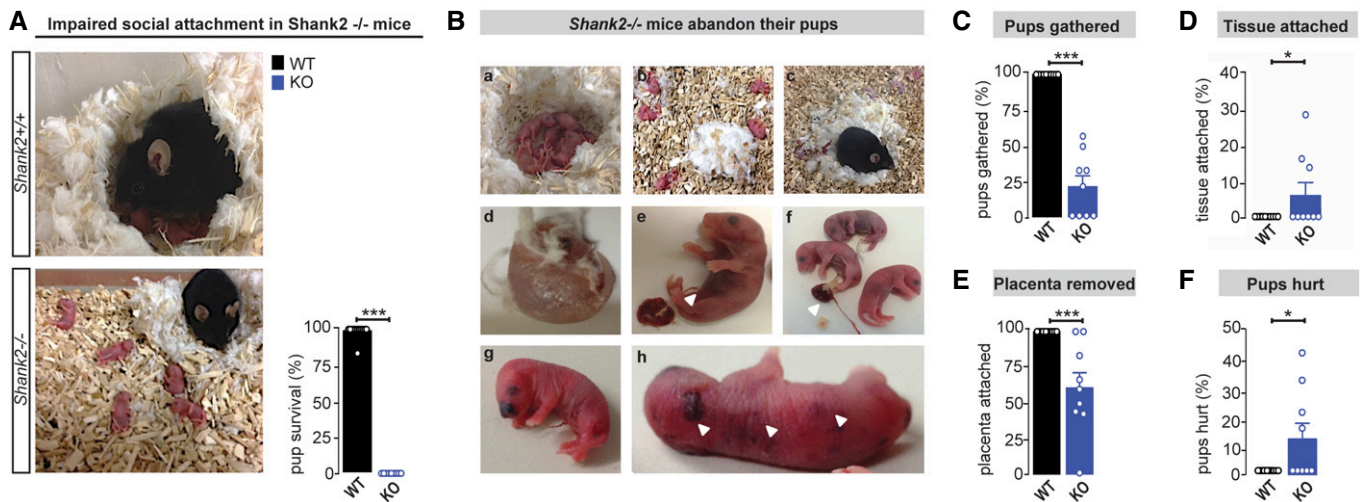 A
Impaired social attachment in Shank2 -/- mice
Shank2+/+
Shank2-/-
WT
KO
pup survival (%)
100
75
50
25
0
***
WT
KO
B
Shank2-/- mice abandon their pups
a
b
c
d
e
f
g
h
C
Pups gathered
pups gathered (%)
100
75
50
25
0
***
WT
KO
D
Tissue attached
tissue attached (%)
40
30
20
10
0
*
WT
KO
E
Placenta removed
placenta attached
100
75
50
25
0
***
WT
KO
F
Pups hurt
pups hurt (%)
50
40
30
20
10
0
*
WT
KO